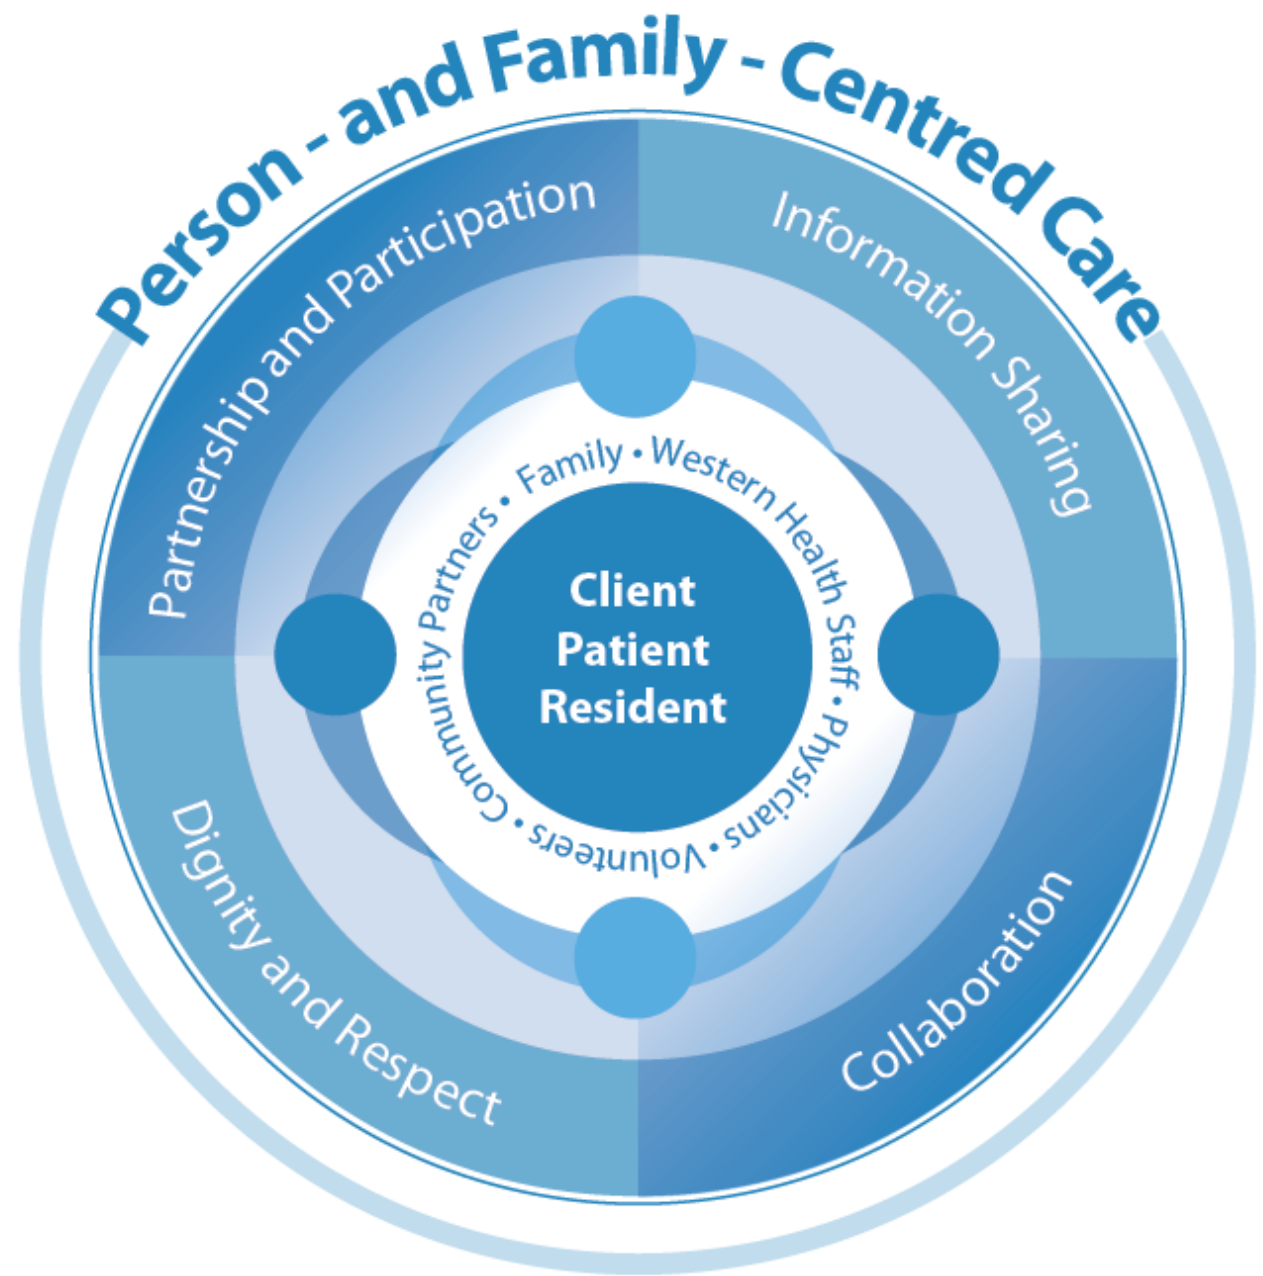 Person - and Family - Centred Care
Partnership and Participation
Information Sharing
Collaboration
Dignity and Respect
Family • Western Health Staff • Physicians • Volunteers • Community Partners •
Client
Patient
Resident